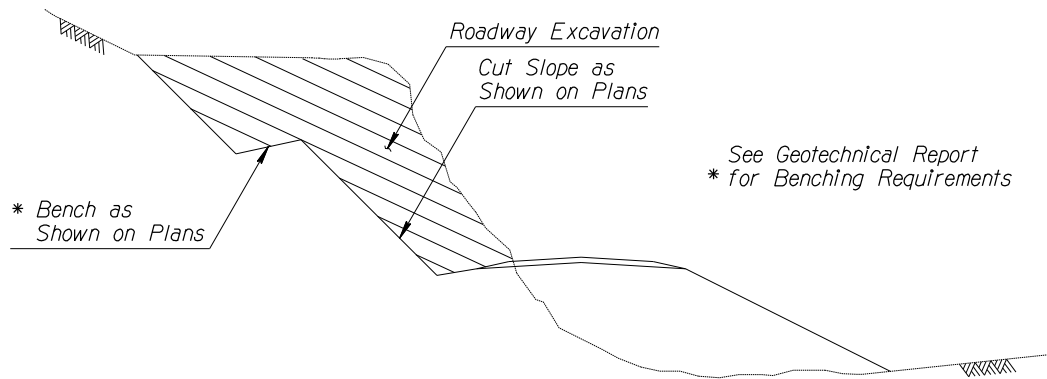 Roadway Excavation
Cut Slope as
Shown on Plans
See Geotechnical Report
* for Benching Requirements
* Bench as
Shown on Plans